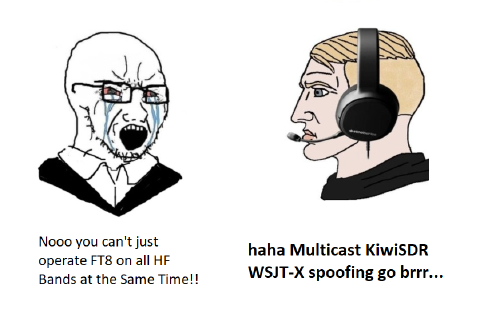 Nooo you can't just
operate FT8 on all HF
Bands at the Same Time!!
haha Multicast KiwiSDR
WSJT-X spoofing go brrr...